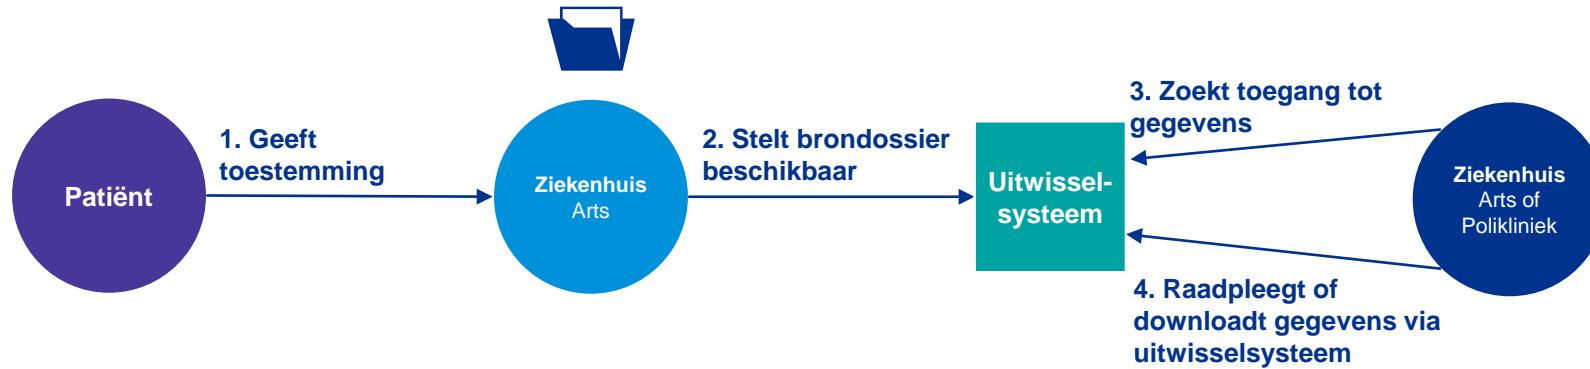 Patiënt
1. Geeft
toestemming
Ziekenhuis
Arts
2. Stelt brondossier
beschikbaar
Uitwissel-
systeem
3. Zoekt toegang tot
gegevens
4. Raadpleegt of
downloadt gegevens via
uitwisselsysteem
Ziekenhuis
Arts of
Polikliniek